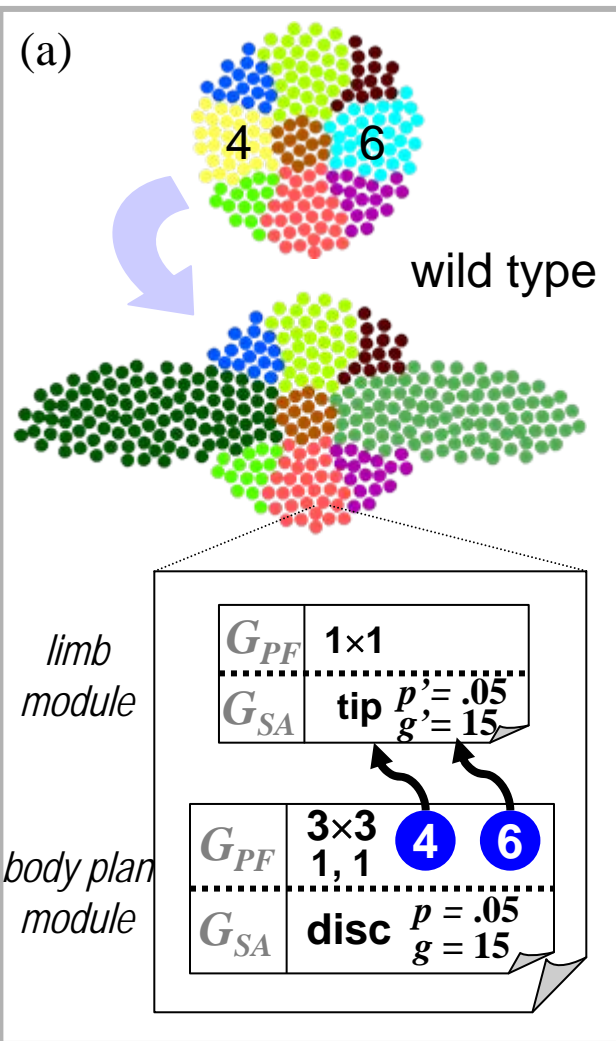 (a)
4 6
wild type
limb
module
G_PF 1×1
G_SA tip p’= .05
g’= 15
body plan
module
G_PF 3×3
1, 1
4 6
G_SA disc p = .05
g = 15